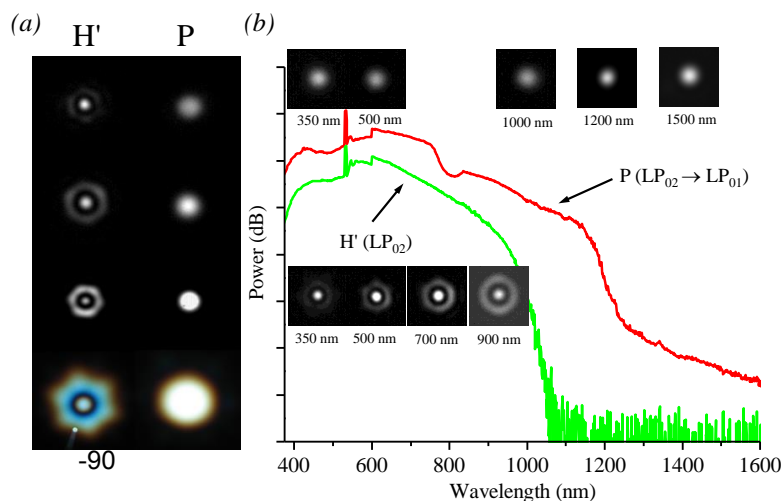 (a)
H' P
-90
(b)
350 nm 500 nm 1000 nm 1200 nm 1500 nm
P (LP02 → LP01)
H' (LP02)
350 nm 500 nm 700 nm 900 nm
Power (dB)
400 600 800 1000 1200 1400 1600
Wavelength (nm)